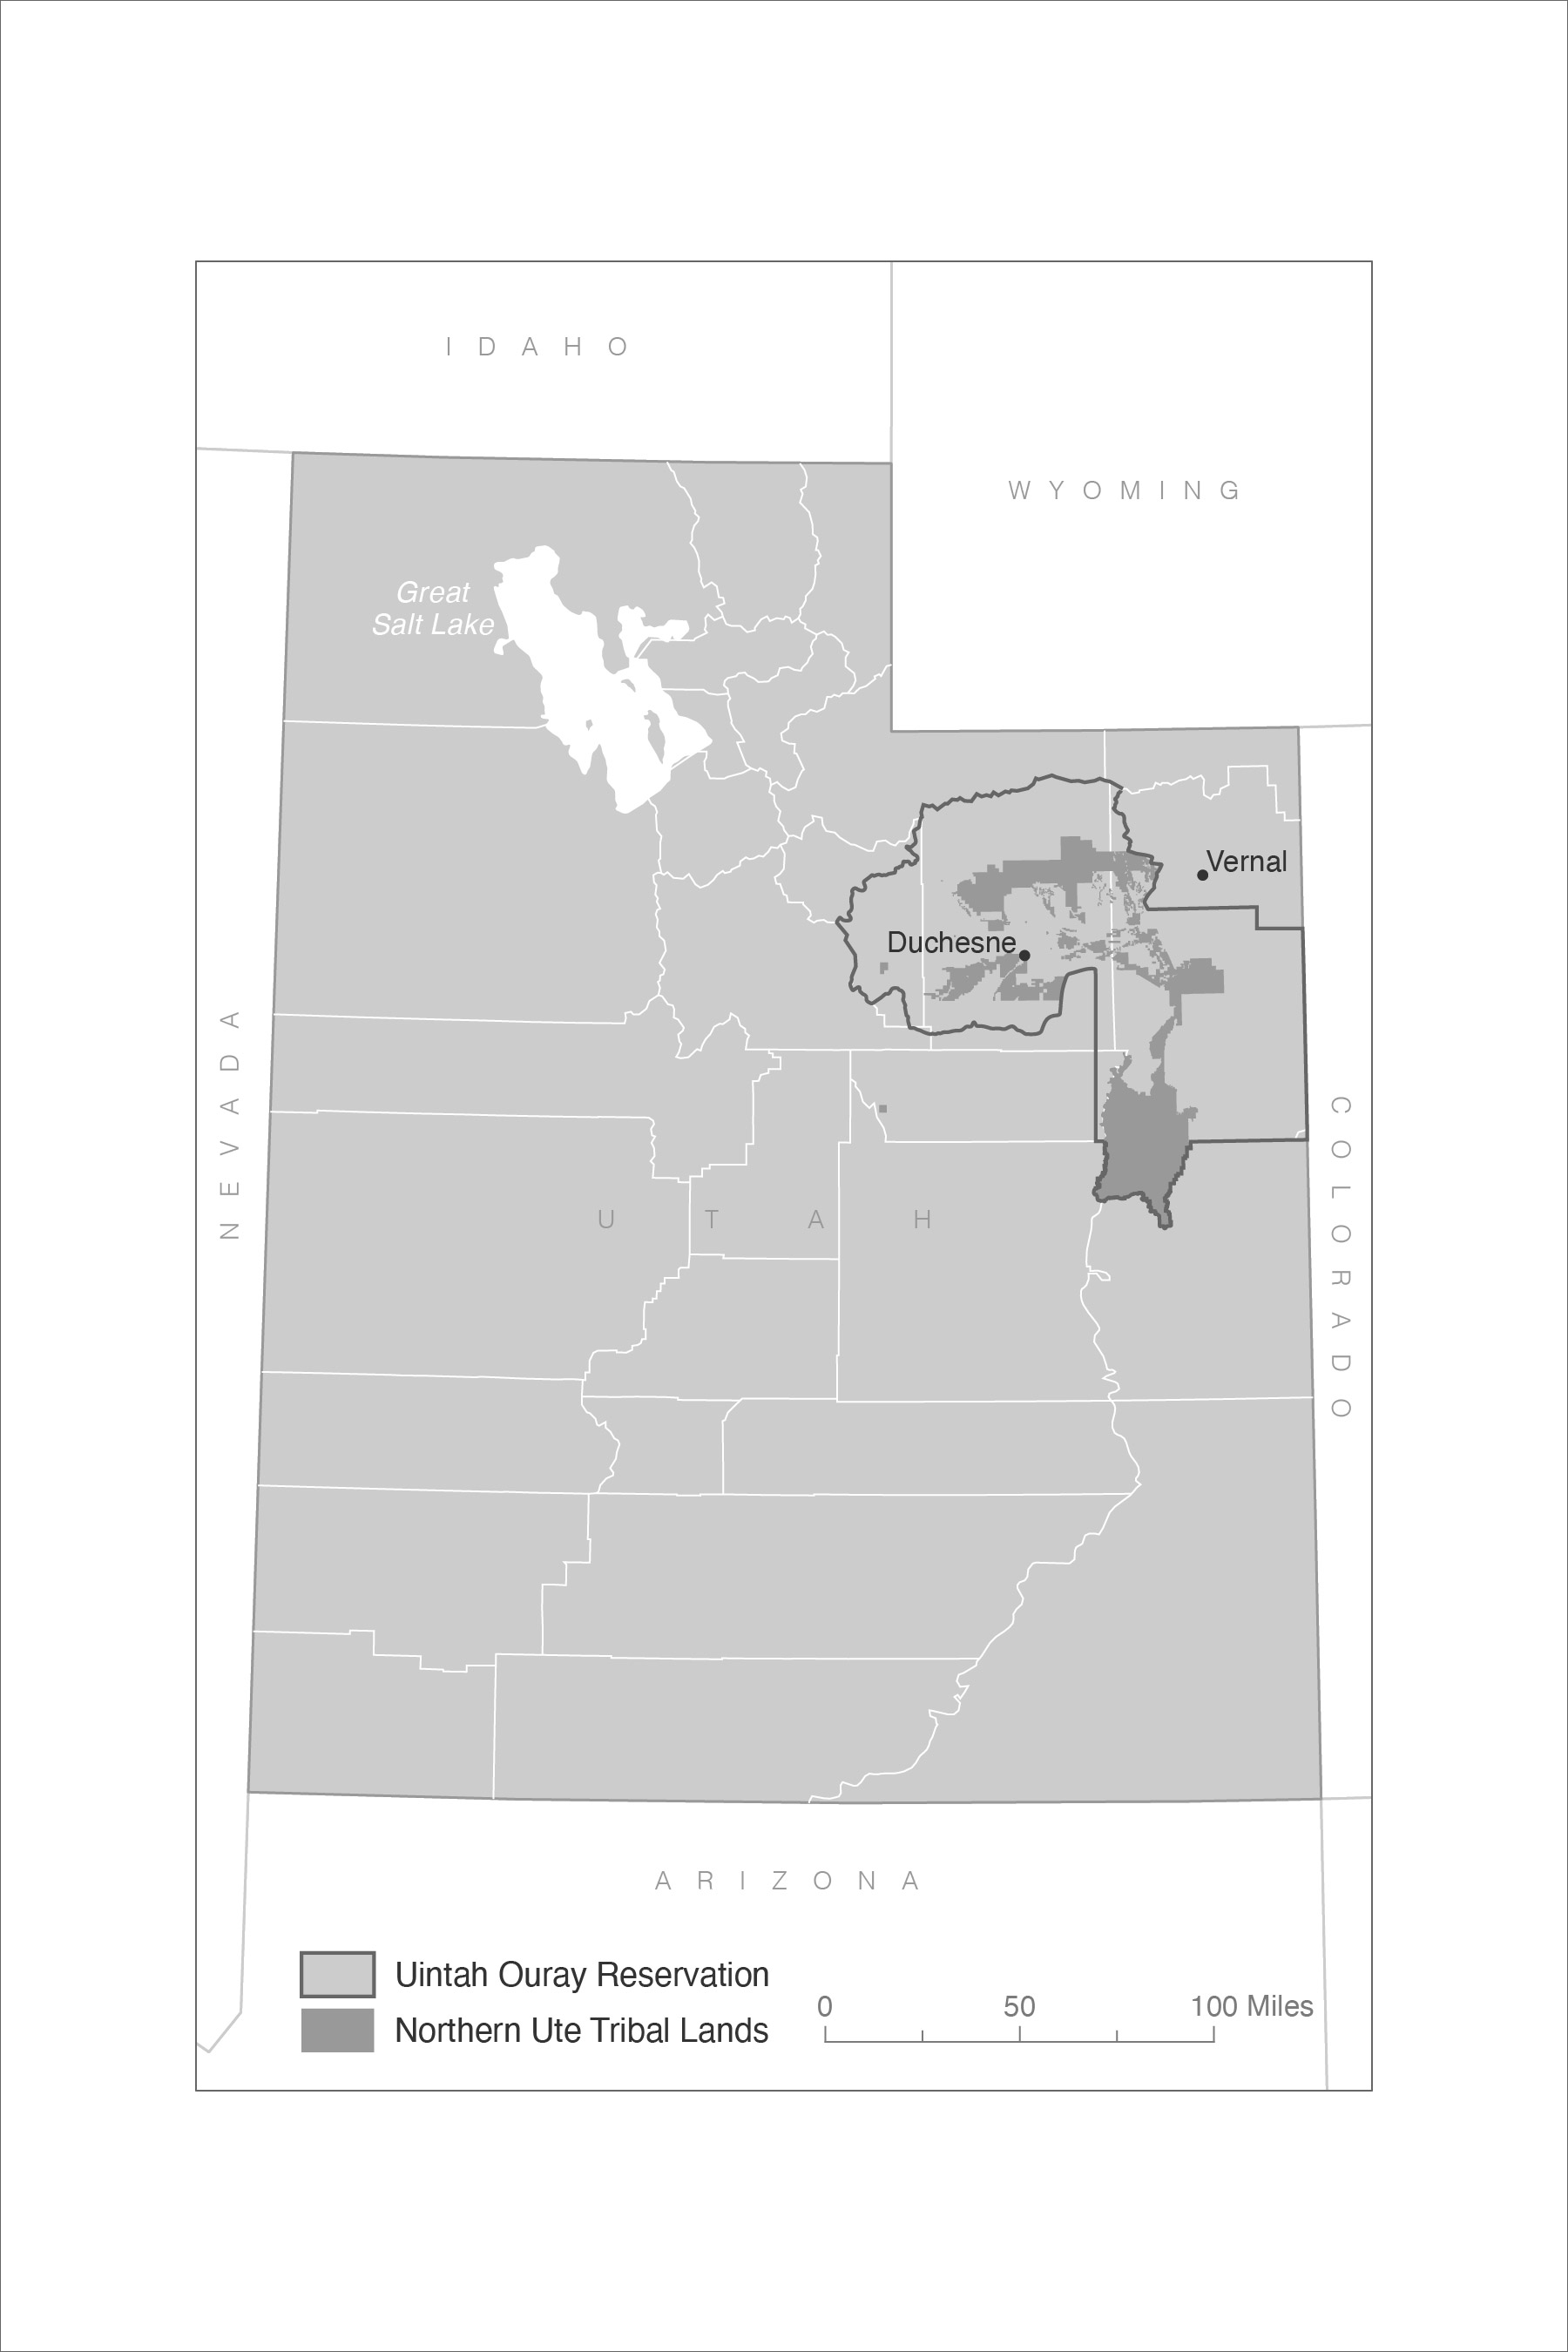 IDAHO
WYOMING
Great
Salt Lake
Vernal
Duchesne
NEVADA
COLORADO
UTAH
ARIZONA
Uintah Ouray Reservation
Northern Ute Tribal Lands
0 50 100 Miles